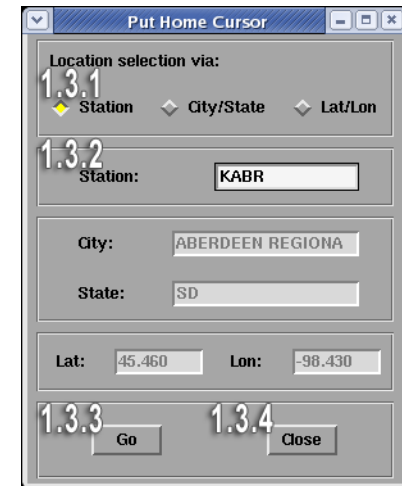 Put Home Cursor
Location selection via:
1.3.1
Station City/State Lat/Lon
1.3.2
Station: KABR
City: ABERDEEN REGIONA
State: SD
Lat: 45.460 Lon: -98.430
1.3.3 1.3.4
Go Close